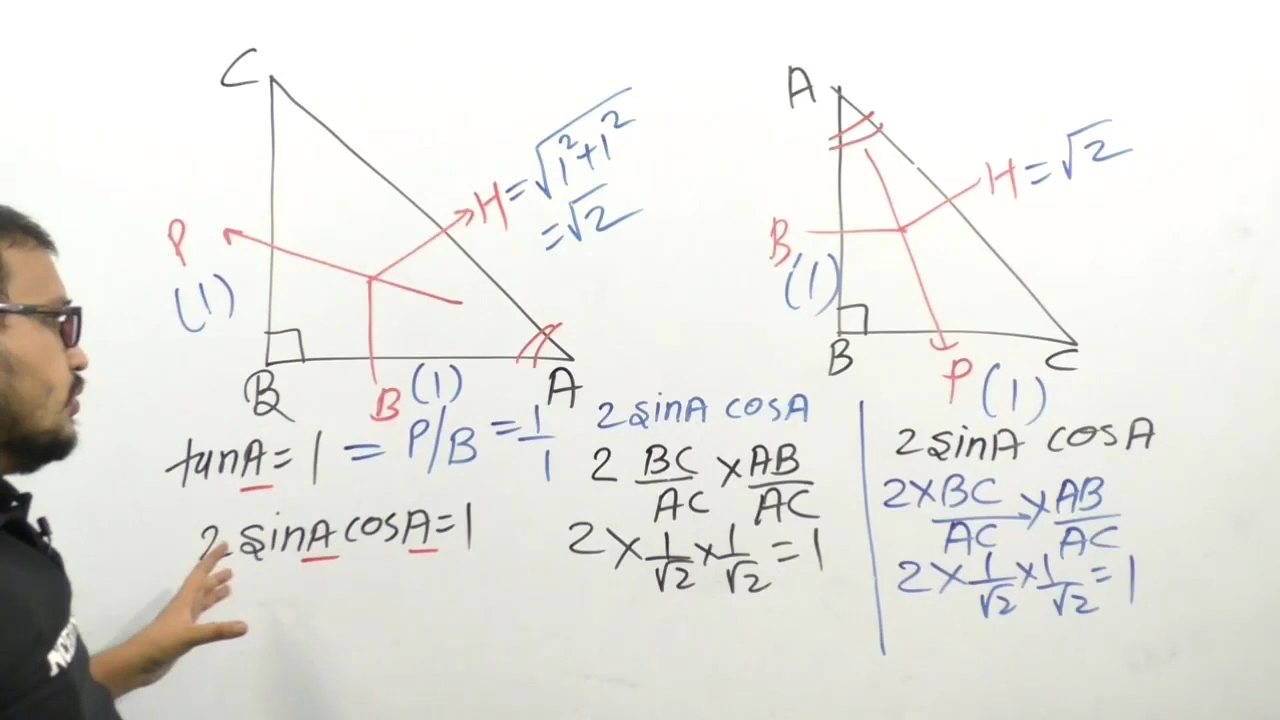 C
H = √1²+1²
= √2
P
(1)
B
B (1)
A
tanA = 1 = P/B = 1/1
2 sinA cosA = 1
2 sinA cosA
2 BC/AC × AB/AC
2 × 1/√2 × 1/√2 = 1
A
H = √2
B
(1)
B
C
P (1)
2 sinA cosA
2 × BC/AC × AB/AC
2 × 1/√2 × 1/√2 = 1